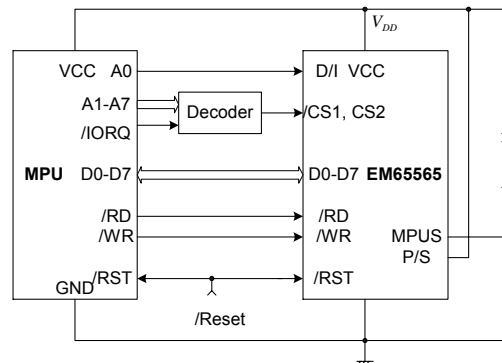 V_DD
VCC A0
D/I VCC
A1-A7
Decoder
/CS1, CS2
/IORQ
MPU D0-D7
D0-D7 EM65565
/RD
/RD
/WR
/WR
MPUS
P/S
/RST
/RST
GND
/Reset